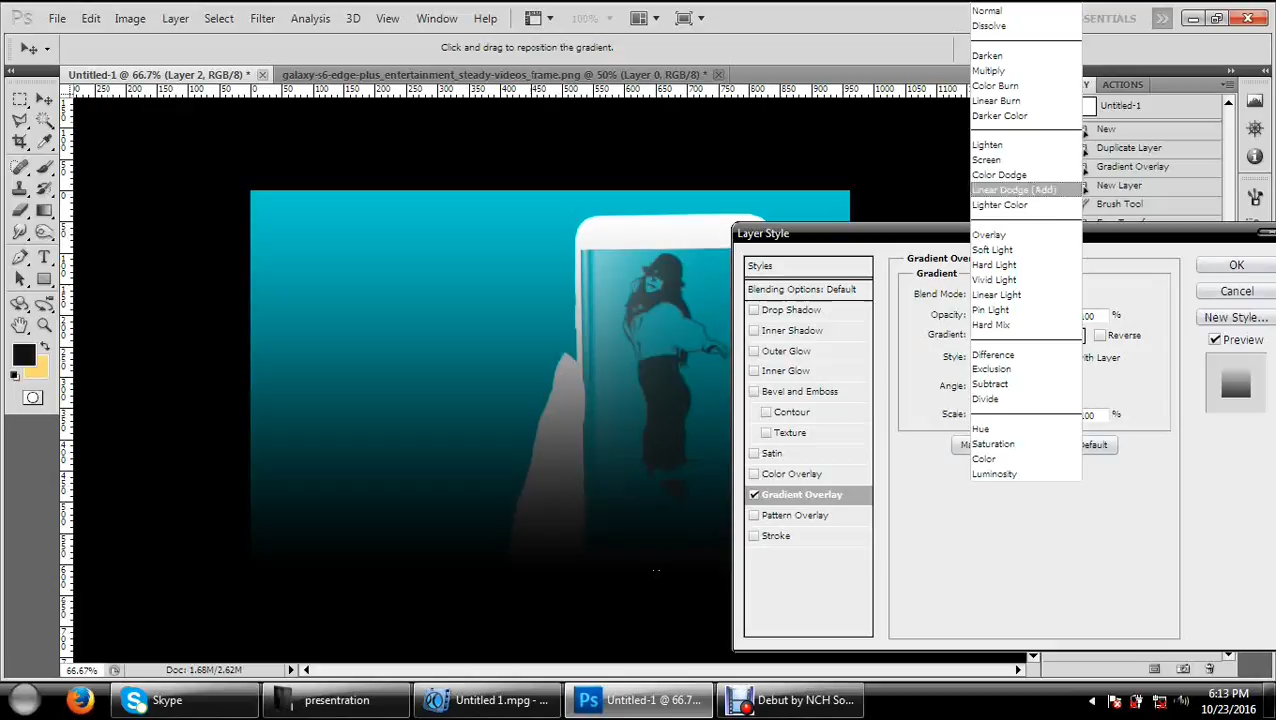 Ps File Edit Image Layer Select Filter Analysis 3D View Window Help 100% ESSENTIALS
Click and drag to reposition the gradient.
Untitled-1 @ 66.7% (Layer 2, RGB/8) * galaxy-s6-edge-plus_entertainment_steady-videos_frame.png @ 50% (Layer 0, RGB/8) *
Normal
Dissolve
Darken
Multiply
Color Burn
Linear Burn
Darker Color
Lighten
Screen
Color Dodge
Linear Dodge (Add)
Lighter Color
Overlay
Soft Light
Hard Light
Vivid Light
Linear Light
Pin Light
Hard Mix
Difference
Exclusion
Subtract
Divide
Hue
Saturation
Color
Luminosity
ACTIONS
Untitled-1
New
Duplicate Layer
Gradient Overlay
New Layer
Brush Tool
Layer Style
Styles
Blending Options: Default
Drop Shadow
Inner Shadow
Outer Glow
Inner Glow
Bevel and Emboss
Contour
Texture
Satin
Color Overlay
Gradient Overlay
Pattern Overlay
Stroke
Gradient
Blend Mode:
Opacity: 100 %
Gradient: Reverse
Style:
Angle:
Scale: 100 %
OK
Cancel
New Style...
Preview
66.67% Doc: 1.68M/2.62M
Skype presentation Untitled 1.mpg - ... Ps Untitled-1 @ 66.7... Debut by NCH So...
6:13 PM
10/23/2016